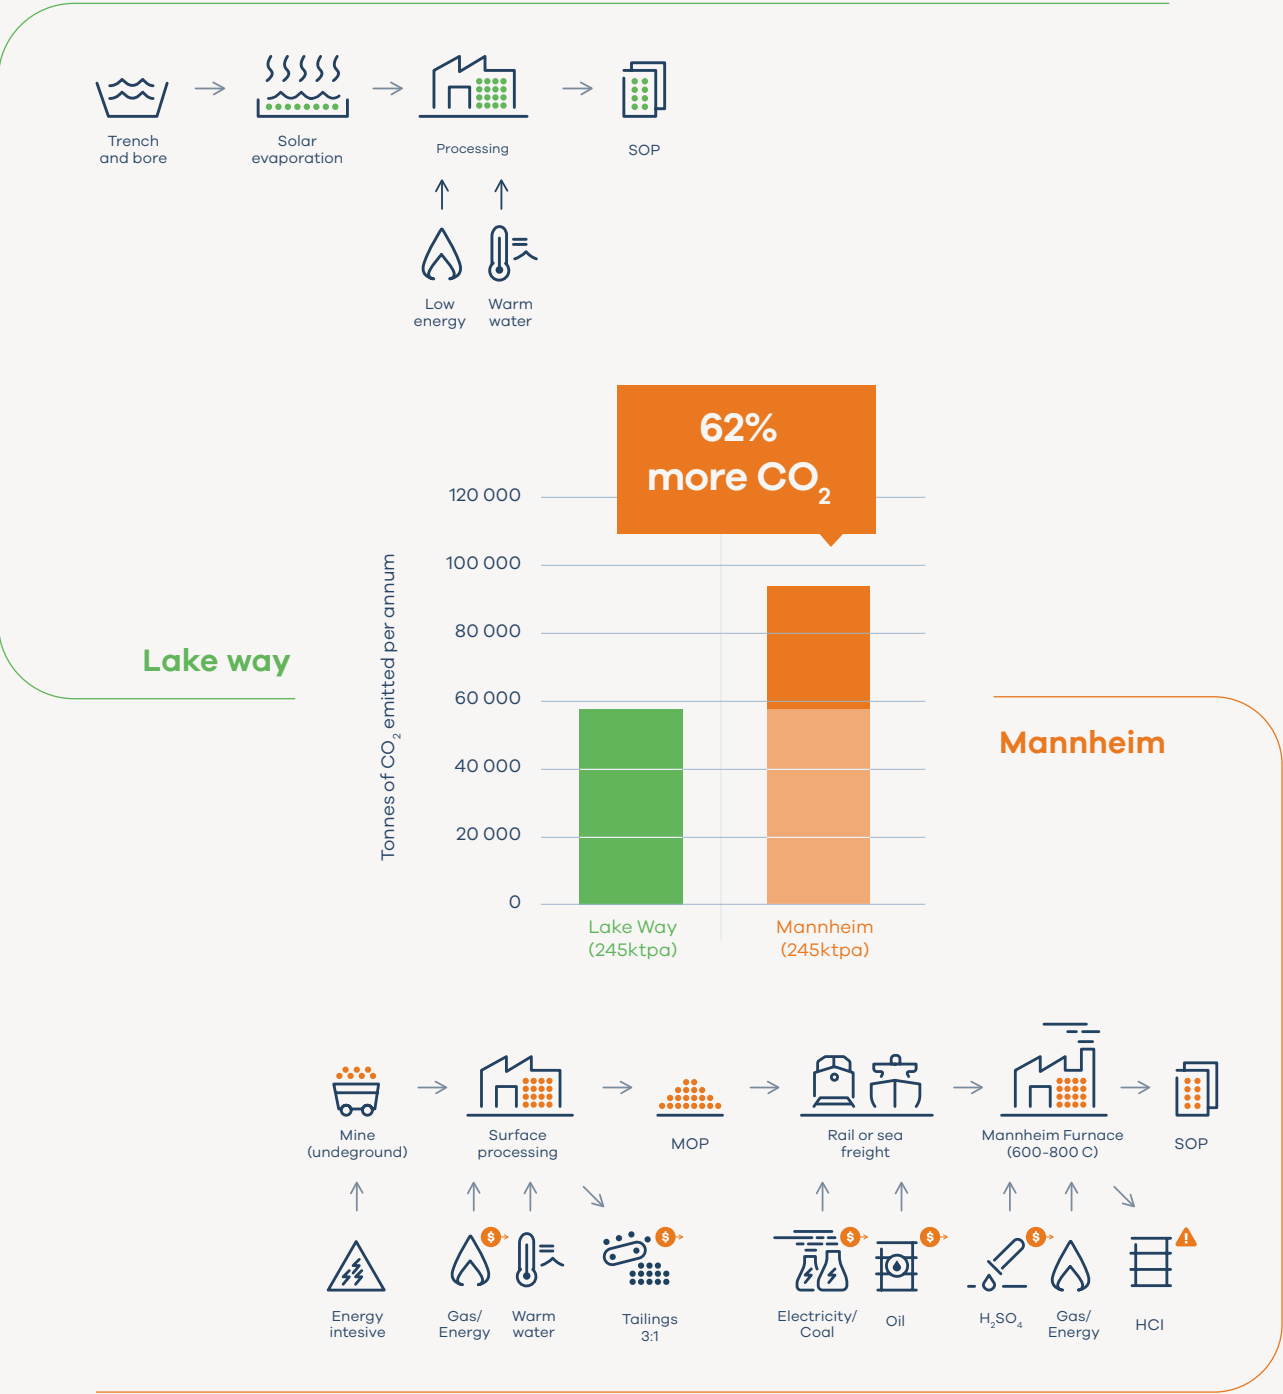 Trench
and bore
Solar
evaporation
Processing
SOP
Low
energy
Warm
water
62%
more CO₂
Tonnes of CO₂ emitted per annum
120 000
100 000
80 000
60 000
40 000
20 000
0
Lake way
Mannheim
Lake Way
(245ktpa)
Mannheim
(245ktpa)
Mine
(undeground)
Surface
processing
MOP
Rail or sea
freight
Mannheim Furnace
(600-800 C)
SOP
Energy
intesive
$
Gas/
Energy
Warm
water
$
Tailings
3:1
$
Electricity/
Coal
$
Oil
$
H₂SO₄
Gas/
Energy
!
HCI